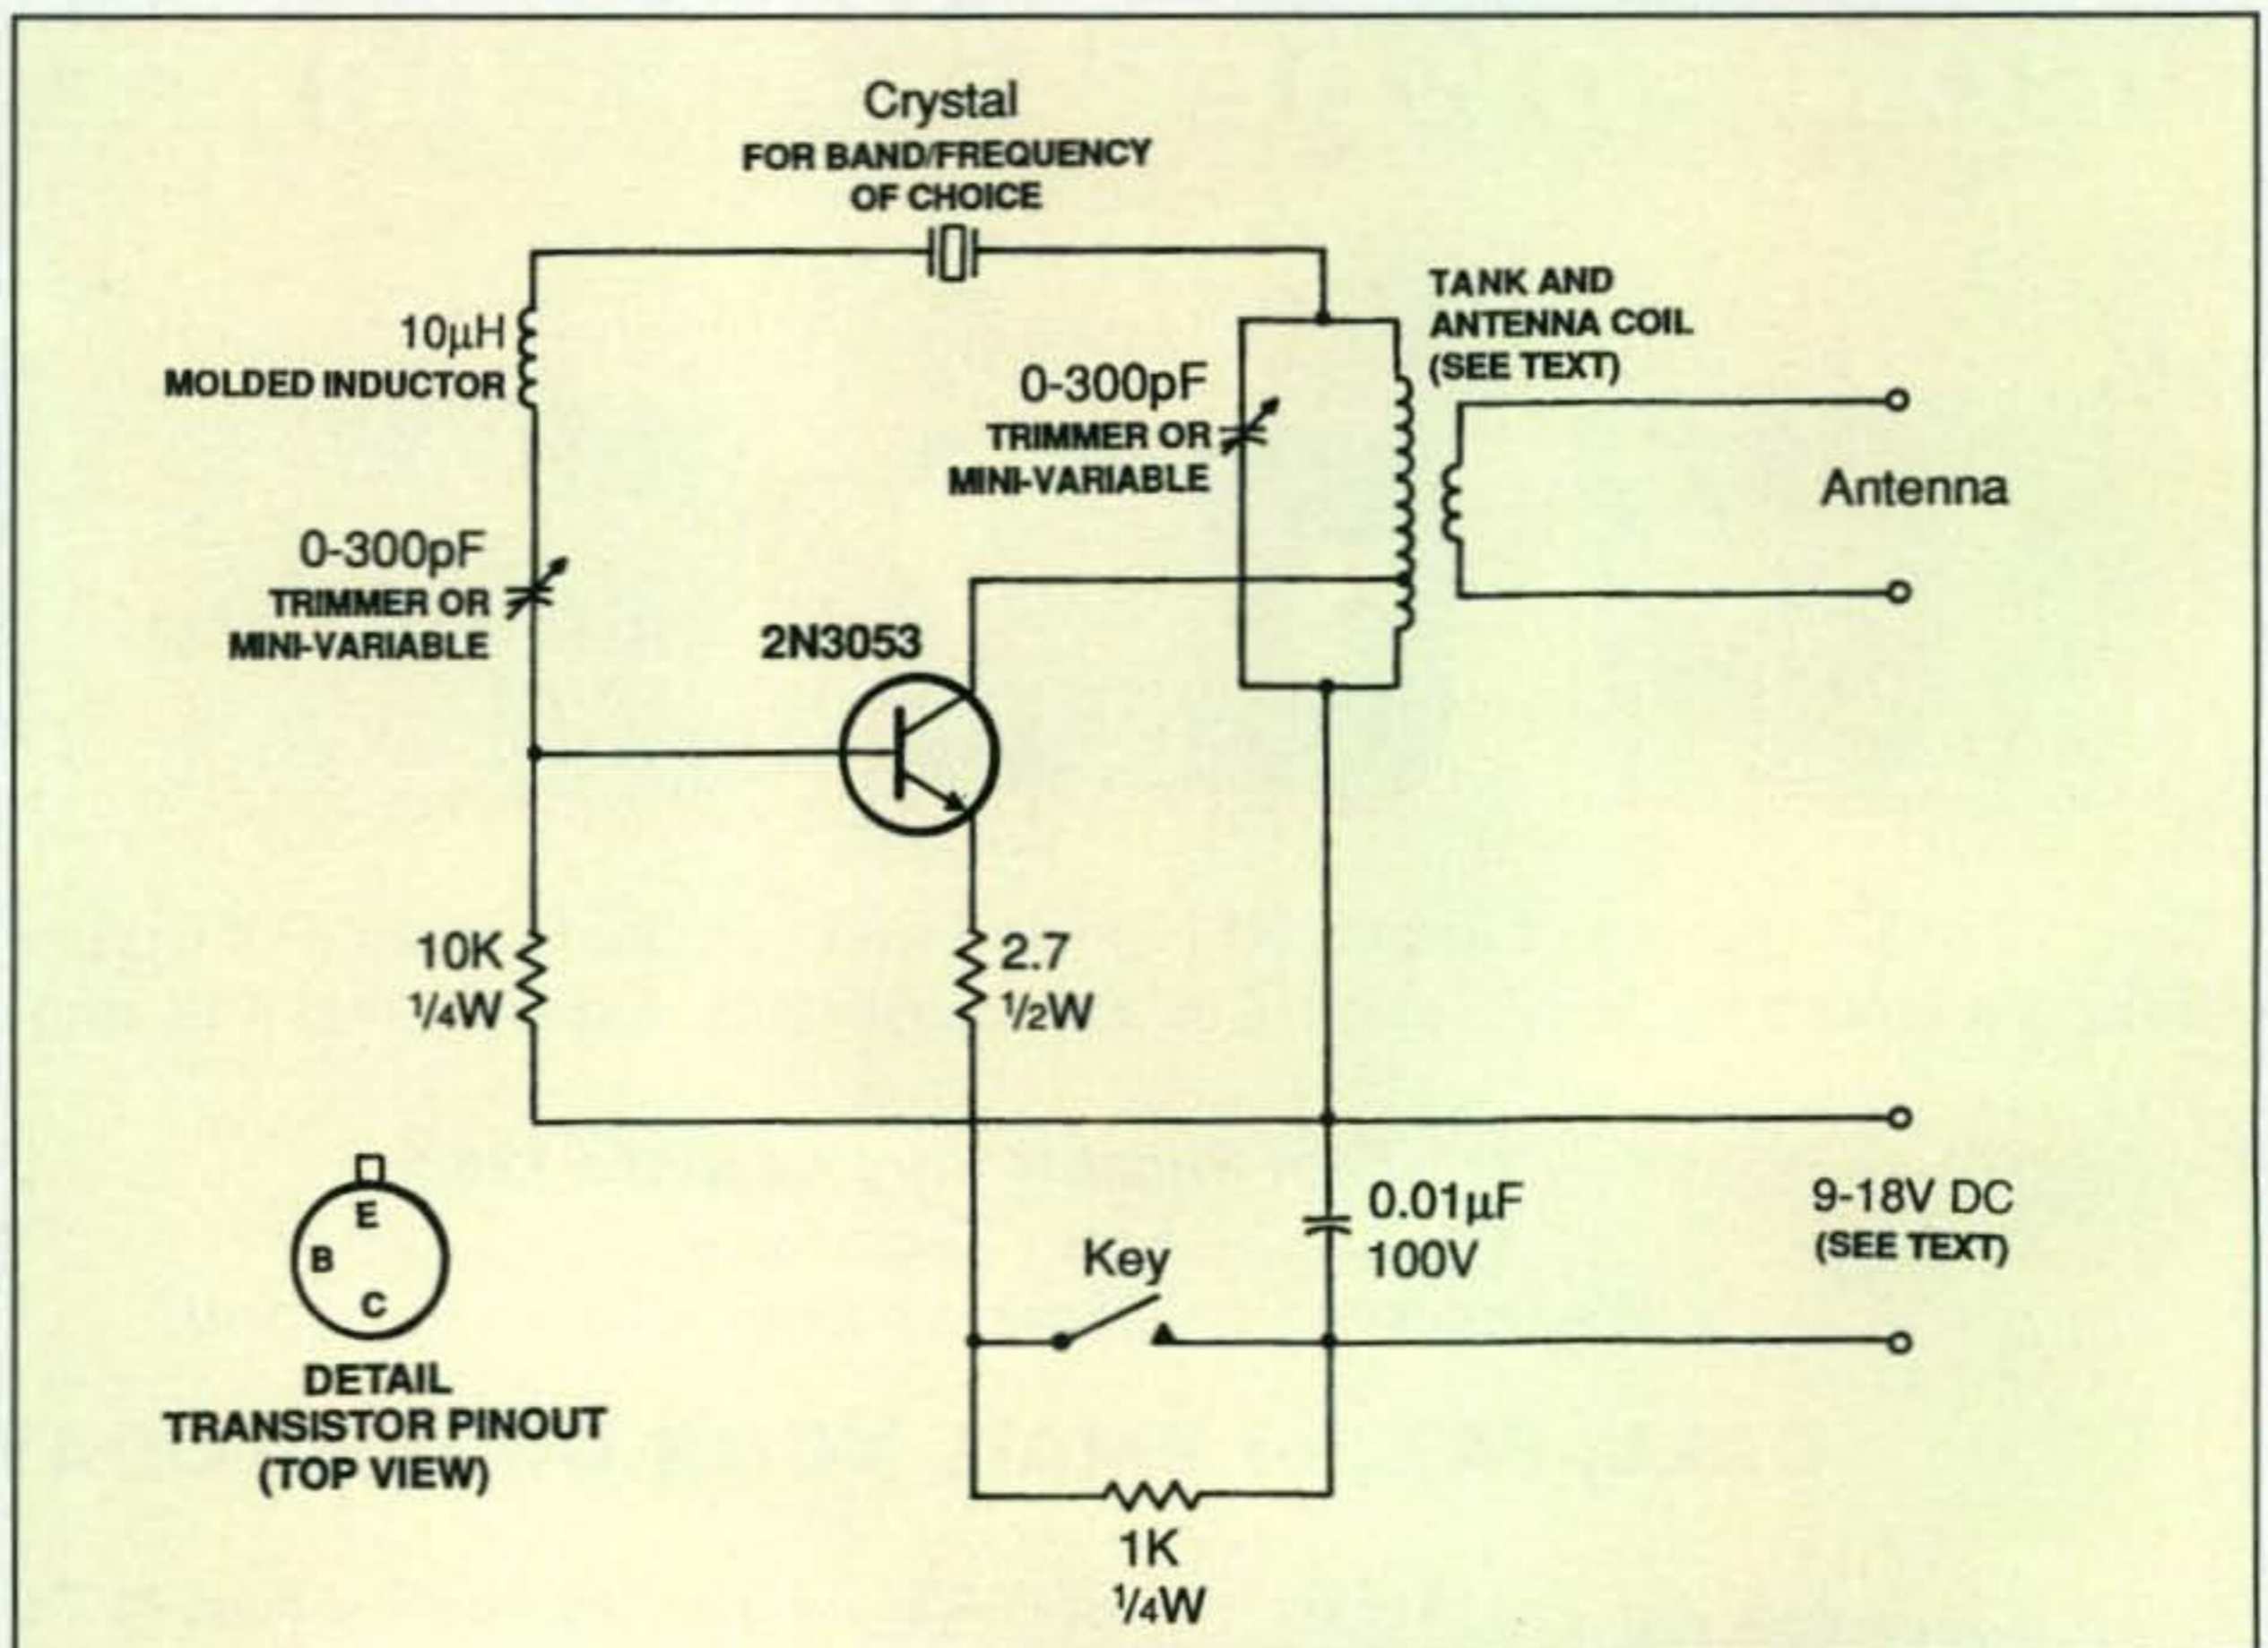 Crystal
FOR BAND/FREQUENCY
OF CHOICE
10µH
MOLDED INDUCTOR
TANK AND
ANTENNA COIL
(SEE TEXT)
0-300pF
TRIMMER OR
MINI-VARIABLE
Antenna
0-300pF
TRIMMER OR
MINI-VARIABLE
2N3053
10K
1/4W
2.7
1/2W
E
B
C
DETAIL
TRANSISTOR PINOUT
(TOP VIEW)
Key
0.01µF
100V
9-18V DC
(SEE TEXT)
1K
1/4W